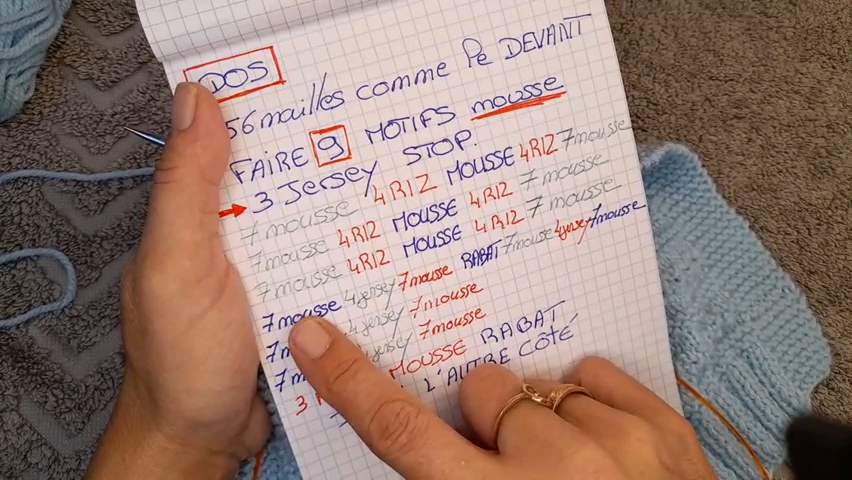 DOS
56 mailles comme le DEVANT
FAIRE 9 MOTIFS mousse
→ 3 Jersey STOP.
7 mousse 4 RIZ MOUSSE 4 RIZ 7 mousse
7 mousse 4 RIZ MOUSSE 4 RIZ 7 mousse
7 mousse 4 RIZ MOUSSE 4 RIZ 7 mousse
7 mousse 4 jersey 7 mousse RABAT 7 mousse 4 jersey 7 mousse
7 4 jersey 7 mousse
7 jersey 7 mousse
3 MOUSSE RABAT
L'AUTRE CÔTÉ